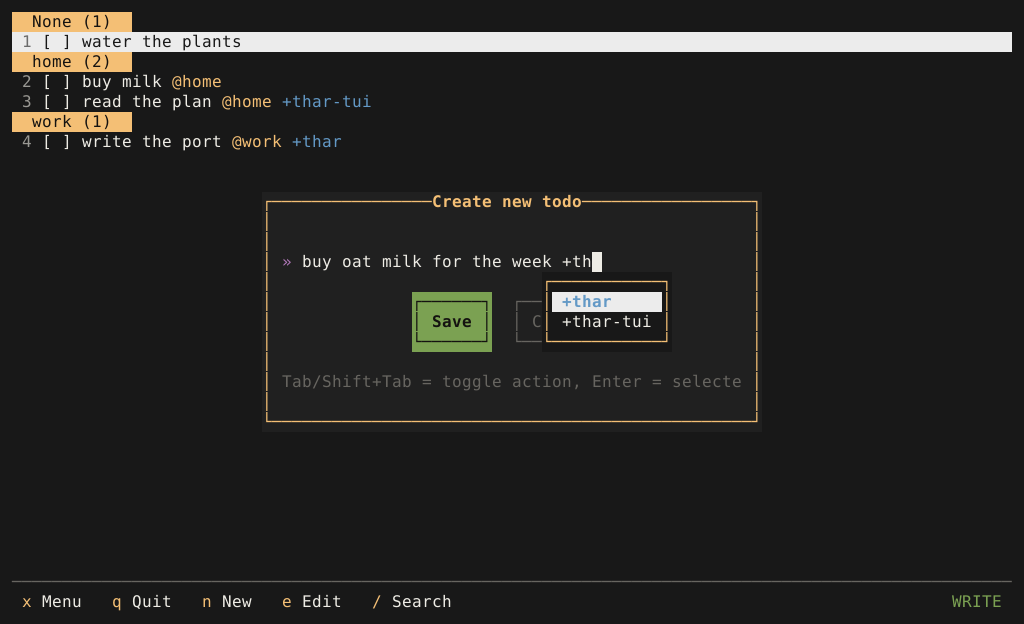 None (1)
1 [ ] water the plants
home (2)
2 [ ] buy milk @home
3 [ ] read the plan @home +thar-tui
work (1)
4 [ ] write the port @work +thar
Create new todo
» buy oat milk for the week +th
+thar
Save C +thar-tui
Tab/Shift+Tab = toggle action, Enter = selecte
x Menu q Quit n New e Edit / Search WRITE